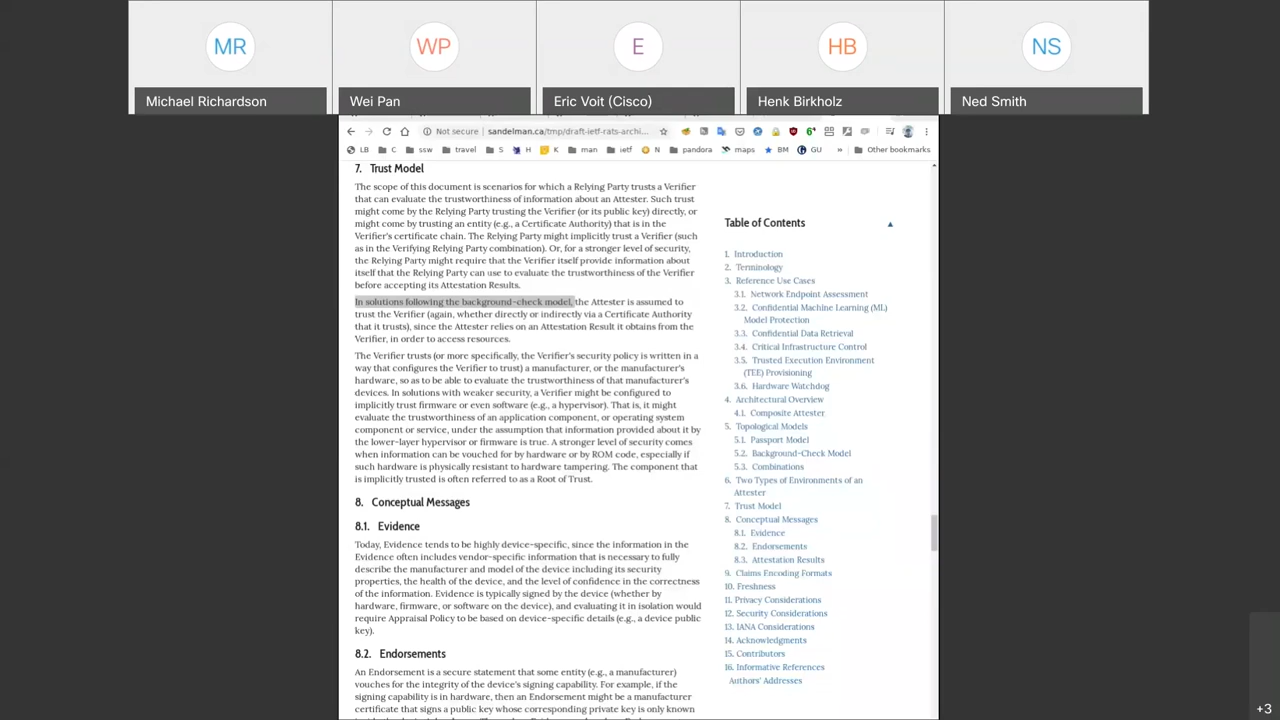 MR
WP
E
HB
NS
Michael Richardson
Wei Pan
Eric Voit (Cisco)
Henk Birkholz
Ned Smith
Not secure | sandelman.ca/tmp/draft-ietf-rats-archi...
LB
C
ssw
travel
S
H
K
man
ietf
N
pandora
maps
BM
GU
»
Other bookmarks
7. Trust Model
The scope of this document is scenarios for which a Relying Party trusts a Verifier
that can evaluate the trustworthiness of information about an Attester. Such trust
might come by the Relying Party trusting the Verifier (or its public key) directly, or
might come by trusting an entity (e.g., a Certificate Authority) that is in the
Verifier's certificate chain. The Relying Party might implicitly trust a Verifier (such
as in the Verifying Relying Party combination). Or, for a stronger level of security,
the Relying Party might require that the Verifier itself provide information about
itself that the Relying Party can use to evaluate the trustworthiness of the Verifier
before accepting its Attestation Results.
In solutions following the background-check model, the Attester is assumed to
trust the Verifier (again, whether directly or indirectly via a Certificate Authority
that it trusts), since the Attester relies on an Attestation Result it obtains from the
Verifier, in order to access resources.
The Verifier trusts (or more specifically, the Verifier's security policy is written in a
way that configures the Verifier to trust) a manufacturer, or the manufacturer's
hardware, so as to be able to evaluate the trustworthiness of that manufacturer's
devices. In solutions with weaker security, a Verifier might be configured to
implicitly trust firmware or even software (e.g., a hypervisor). That is, it might
evaluate the trustworthiness of an application component, or operating system
component or service, under the assumption that information provided about it by
the lower-layer hypervisor or firmware is true. A stronger level of security comes
when information can be vouched for by hardware or by ROM code, especially if
such hardware is physically resistant to hardware tampering. The component that
is implicitly trusted is often referred to as a Root of Trust.
8. Conceptual Messages
8.1. Evidence
Today, Evidence tends to be highly device-specific, since the information in the
Evidence often includes vendor-specific information that is necessary to fully
describe the manufacturer and model of the device including its security
properties, the health of the device, and the level of confidence in the correctness
of the information. Evidence is typically signed by the device (whether by
hardware, firmware, or software on the device), and evaluating it in isolation would
require Appraisal Policy to be based on device-specific details (e.g., a device public
key).
8.2. Endorsements
An Endorsement is a secure statement that some entity (e.g., a manufacturer)
vouches for the integrity of the device's signing capability. For example, if the
signing capability is in hardware, then an Endorsement might be a manufacturer
certificate that signs a public key whose corresponding private key is only known
Table of Contents
1. Introduction
2. Terminology
3. Reference Use Cases
3.1. Network Endpoint Assessment
3.2. Confidential Machine Learning (ML)
Model Protection
3.3. Confidential Data Retrieval
3.4. Critical Infrastructure Control
3.5. Trusted Execution Environment
(TEE) Provisioning
3.6. Hardware Watchdog
4. Architectural Overview
4.1. Composite Attester
5. Topological Models
5.1. Passport Model
5.2. Background-Check Model
5.3. Combinations
6. Two Types of Environments of an
Attester
7. Trust Model
8. Conceptual Messages
8.1. Evidence
8.2. Endorsements
8.3. Attestation Results
9. Claims Encoding Formats
10. Freshness
11. Privacy Considerations
12. Security Considerations
13. IANA Considerations
14. Acknowledgments
15. Contributors
16. Informative References
Authors' Addresses
+3